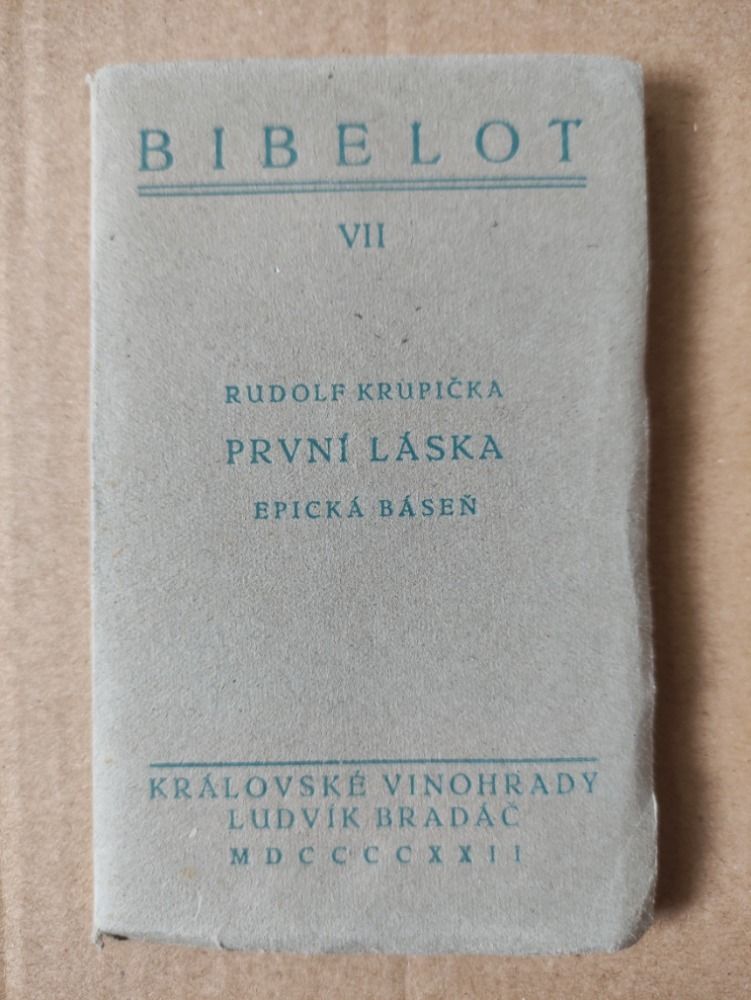 BIBELOT
VII
RUDOLF KRUPIČKA
PRVNÍ LÁSKA
EPICKÁ BÁSEŇ
KRÁLOVSKÉ VINOHRADY
LUDVÍK BRADÁČ
MDCCCCXXII